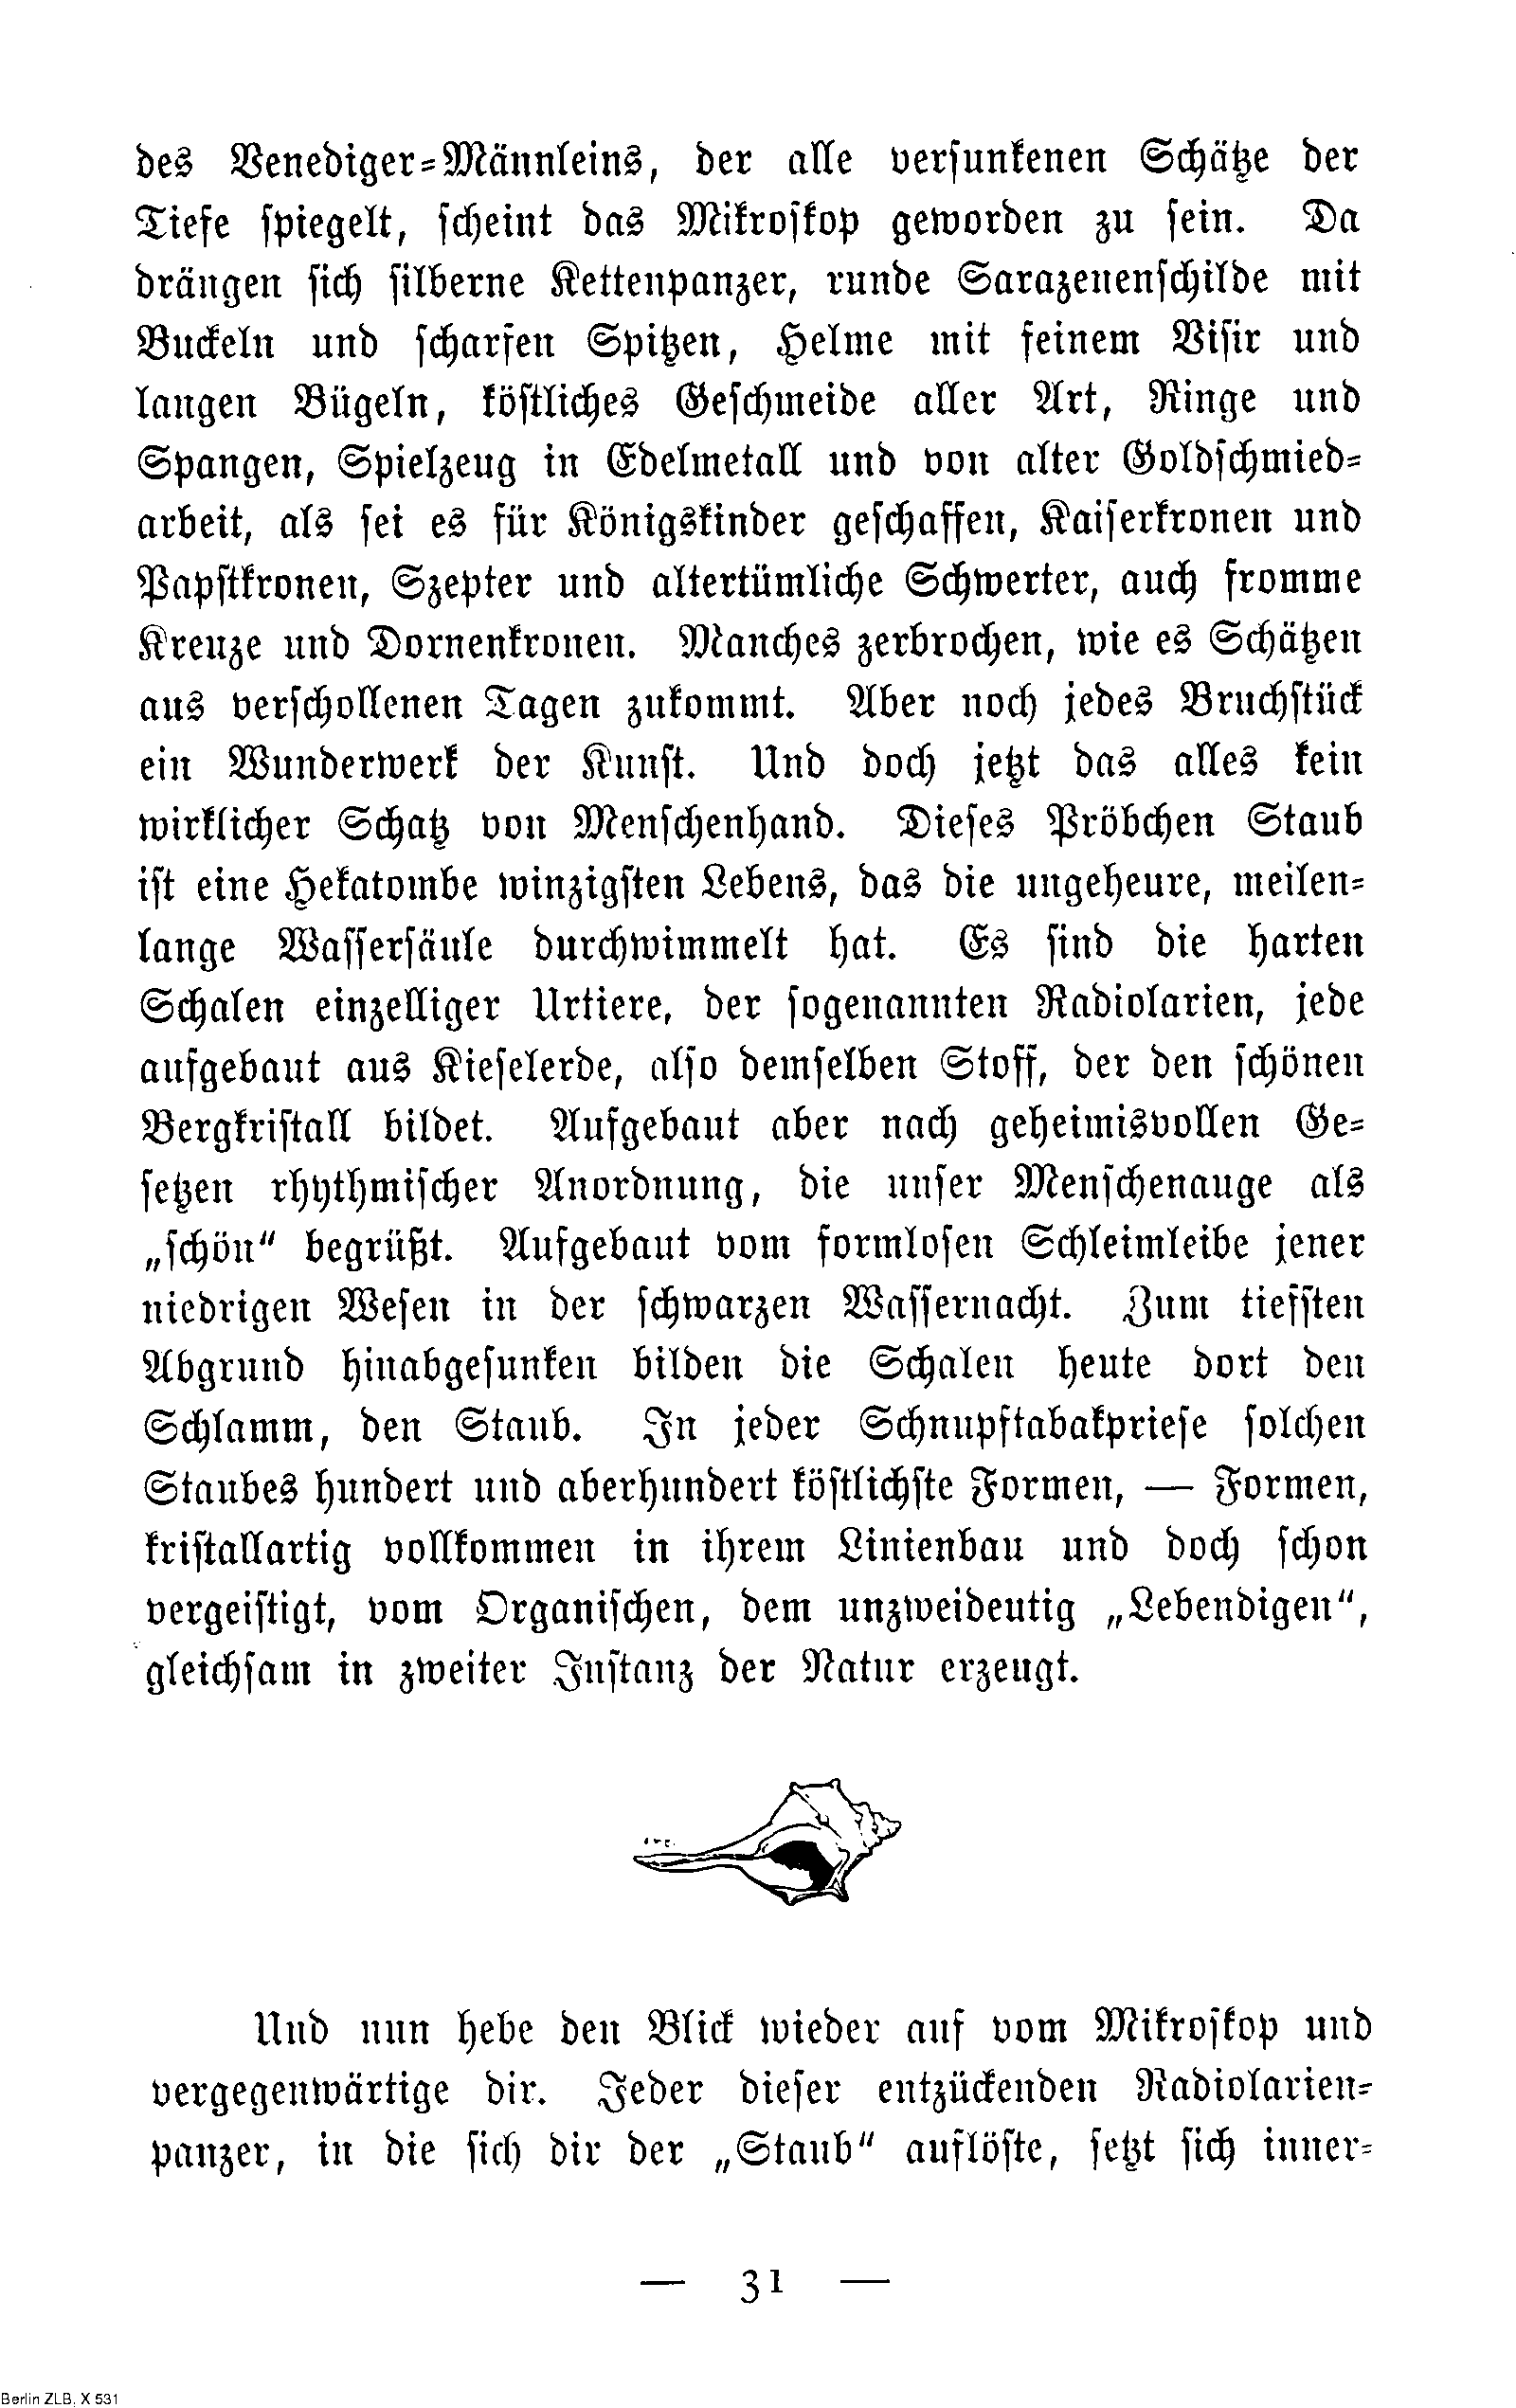 des Venediger-Männleins, der alle versunkenen Schätze der
Tiefe spiegelt, scheint das Mikroskop geworden zu sein. Da
drängen sich silberne Kettenpanzer, runde Sarazenenschilde mit
Buckeln und scharfen Spitzen, Helme mit feinem Visir und
langen Bügeln, köstliches Geschmeide aller Art, Ringe und
Spangen, Spielzeug in Edelmetall und von alter Goldschmied-
arbeit, als sei es für Königskinder geschaffen, Kaiserkronen und
Papstkronen, Szepter und altertümliche Schwerter, auch fromme
Kreuze und Dornenkronen. Manches zerbrochen, wie es Schätzen
aus verschollenen Tagen zukommt. Aber noch jedes Bruchstück
ein Wunderwerk der Kunst. Und doch jetzt das alles kein
wirklicher Schatz von Menschenhand. Dieses Pröbchen Staub
ist eine Hekatombe winzigsten Lebens, das die ungeheure, meilen-
lange Wassersäule durchwimmelt hat. Es sind die harten
Schalen einzelliger Urtiere, der sogenannten Radiolarien, jede
aufgebaut aus Kieselerde, also demselben Stoff, der den schönen
Bergkristall bildet. Aufgebaut aber nach geheimisvollen Ge-
setzen rhythmischer Anordnung, die unser Menschenauge als
„schön“ begrüßt. Aufgebaut vom formlosen Schleimleibe jener
niedrigen Wesen in der schwarzen Wassernacht. Zum tiefsten
Abgrund hinabgesunken bilden die Schalen heute dort den
Schlamm, den Staub. In jeder Schnupftabakpriese solchen
Staubes hundert und aberhundert köstlichste Formen, — Formen,
kristallartig vollkommen in ihrem Linienbau und doch schon
vergeistigt, vom Organischen, dem unzweideutig „Lebendigen“,
gleichsam in zweiter Instanz der Natur erzeugt.
Und nun hebe den Blick wieder auf vom Mikroskop und
vergegenwärtige dir. Jeder dieser entzückenden Radiolarien-
panzer, in die sich dir der „Staub“ auflöste, setzt sich inner-
— 31 —
Berlin ZLB, X 531